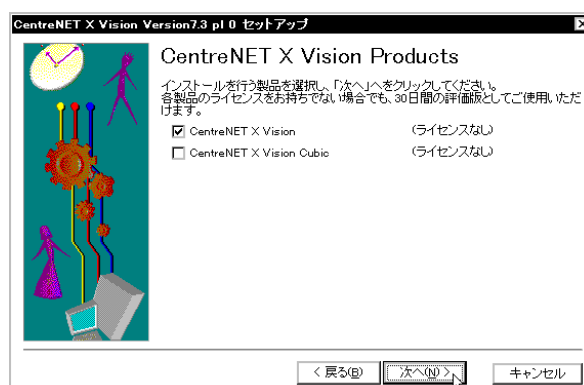 CentreNET X Vision Version7.3 pl 0 セットアップ
CentreNET X Vision Products
インストールを行う製品を選択し、「次へ」へをクリックしてください。
各製品のライセンスをお持ちでない場合でも、30日間の評価版としてご使用いただ
けます。
CentreNET X Vision (ライセンスなし)
CentreNET X Vision Cubic (ライセンスなし)
< 戻る(B) 次へ(N) > キャンセル